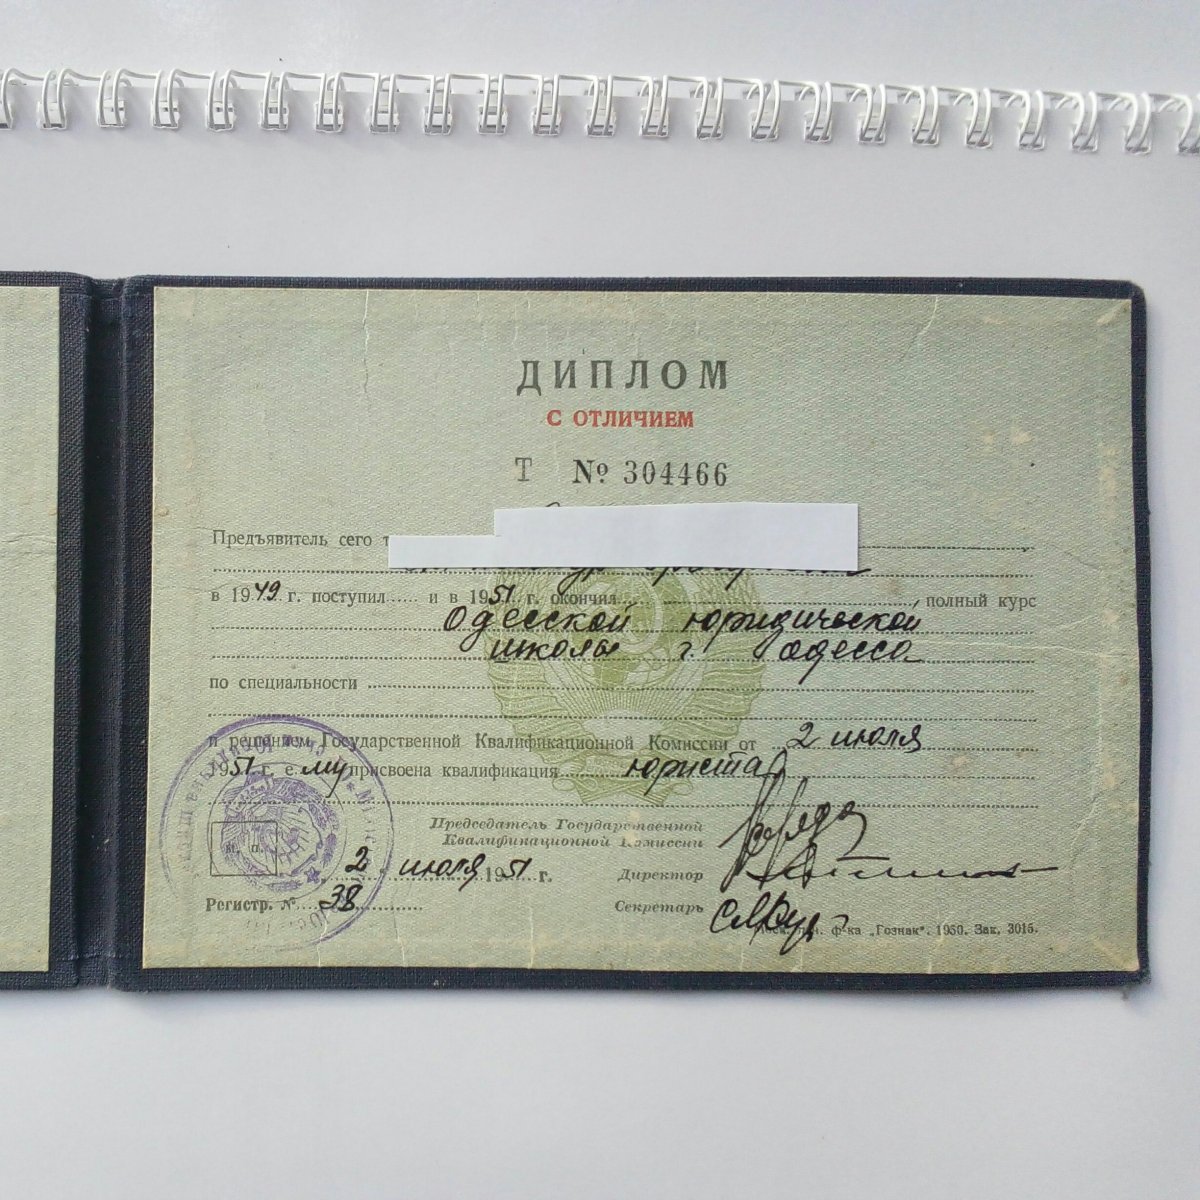 ДИПЛОМ
С ОТЛИЧИЕМ
Т № 304466
Предъявитель сего т
в 1949 г. поступил..... и в 1951 г. окончил полный курс
Одесской юридической
школы г. Одесса
по специальности
и решением Государственной Квалификационной Комиссии от 2 июля
1951 г. ему присвоена квалификация юриста
Председатель Государственной
Квалификационной Комиссии
м. п.
2 июля 1951 г.
Директор
Регистр. № 38
Секретарь
ф-ка „Гознак“. 1950. Зак. 3015.